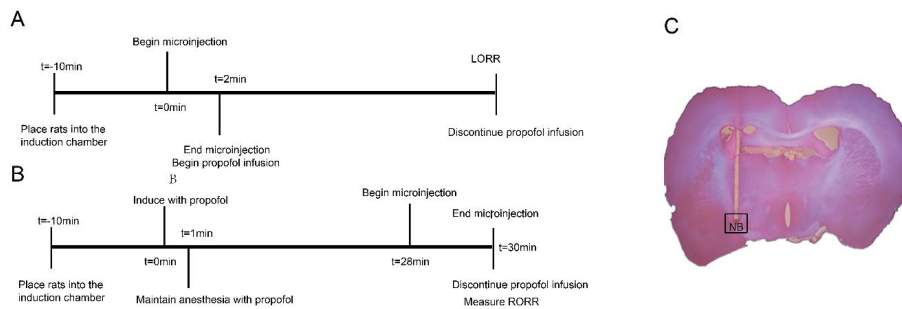 A
Begin microinjection
LORR
t=-10min
t=2min
t=0min
Place rats into the
induction chamber
Discontinue propofol infusion
End microinjection
Begin propofol infusion
B
B
Induce with propofol
Begin microinjection
End microinjection
t=-10min
t=1min
t=0min
t=28min
t=30min
Place rats into the
induction chamber
Maintain anesthesia with propofol
Discontinue propofol infusion
Measure RORR
C
NB